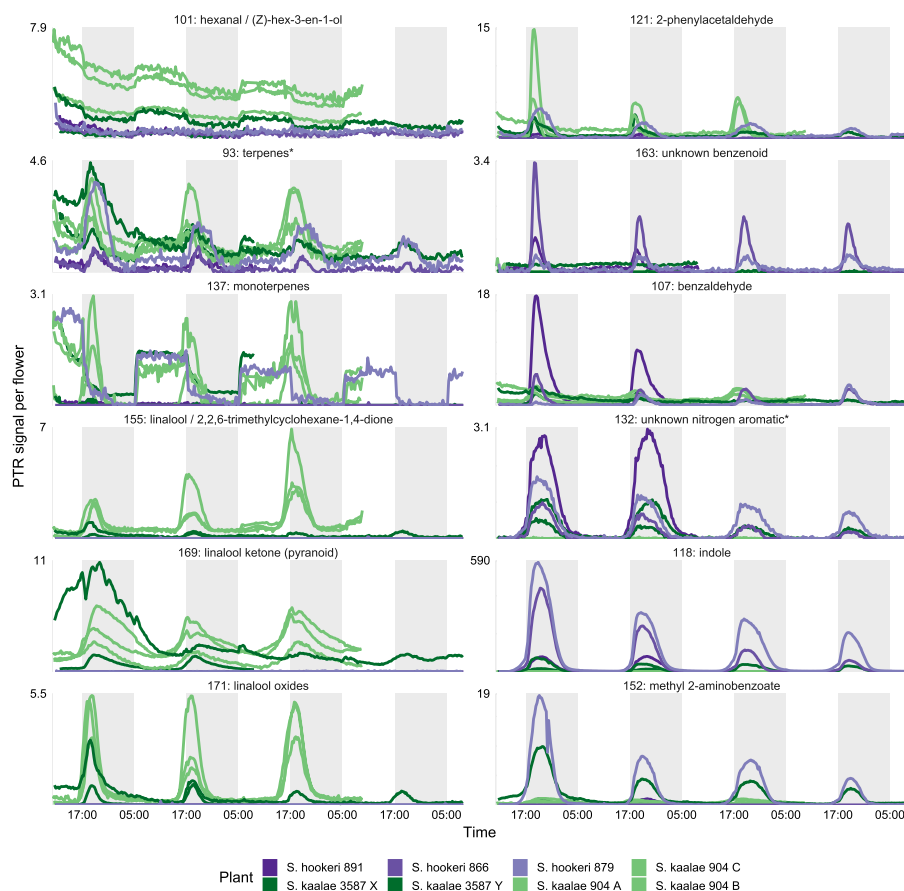 101: hexanal / (Z)-hex-3-en-1-ol
7.9
93: terpenes*
4.6
137: monoterpenes
3.1
155: linalool / 2,2,6-trimethylcyclohexane-1,4-dione
7
169: linalool ketone (pyranoid)
11
171: linalool oxides
5.5
17:00 05:00 17:00 05:00 17:00 05:00 17:00 05:00
121: 2-phenylacetaldehyde
15
163: unknown benzenoid
3.4
107: benzaldehyde
18
132: unknown nitrogen aromatic*
3.1
118: indole
590
152: methyl 2-aminobenzoate
19
17:00 05:00 17:00 05:00 17:00 05:00 17:00 05:00
PTR signal per flower
Time
Plant
S. hookeri 891 S. hookeri 866 S. hookeri 879 S. kaalae 904 C
S. kaalae 3587 X S. kaalae 3587 Y S. kaalae 904 A S. kaalae 904 B